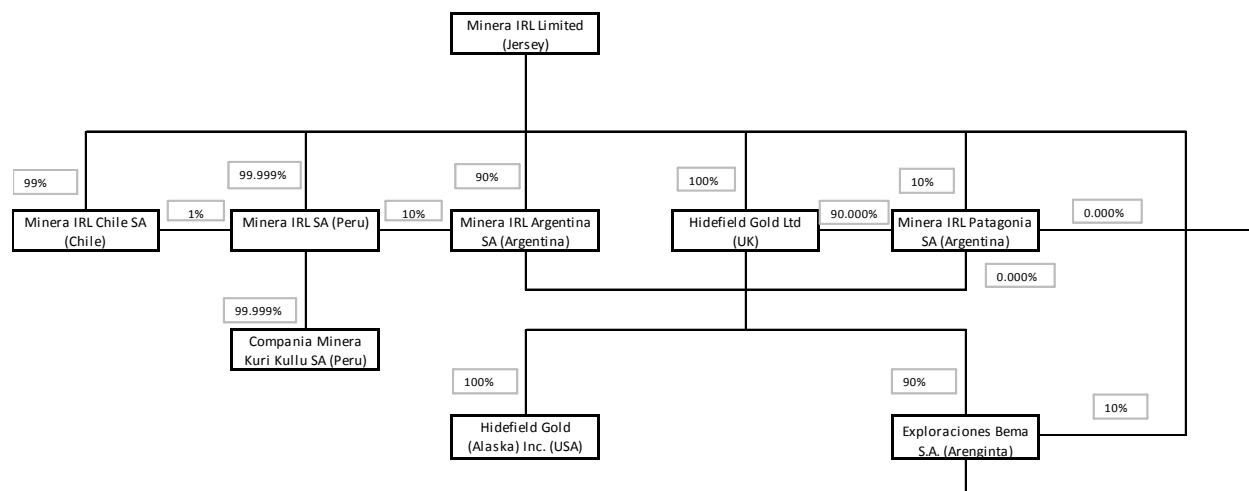 Minera IRL Limited
(Jersey)
99%
99.999%
90%
100%
10%
Minera IRL Chile SA
(Chile)
1%
Minera IRL SA (Peru)
10%
Minera IRL Argentina
SA (Argentina)
Hidefield Gold Ltd
(UK)
90.000%
Minera IRL Patagonia
SA (Argentina)
0.000%
0.000%
99.999%
Compania Minera
Kuri Kullu SA (Peru)
100%
90%
10%
Hidefield Gold
(Alaska) Inc. (USA)
Exploraciones Bema
S.A. (Arenginta)